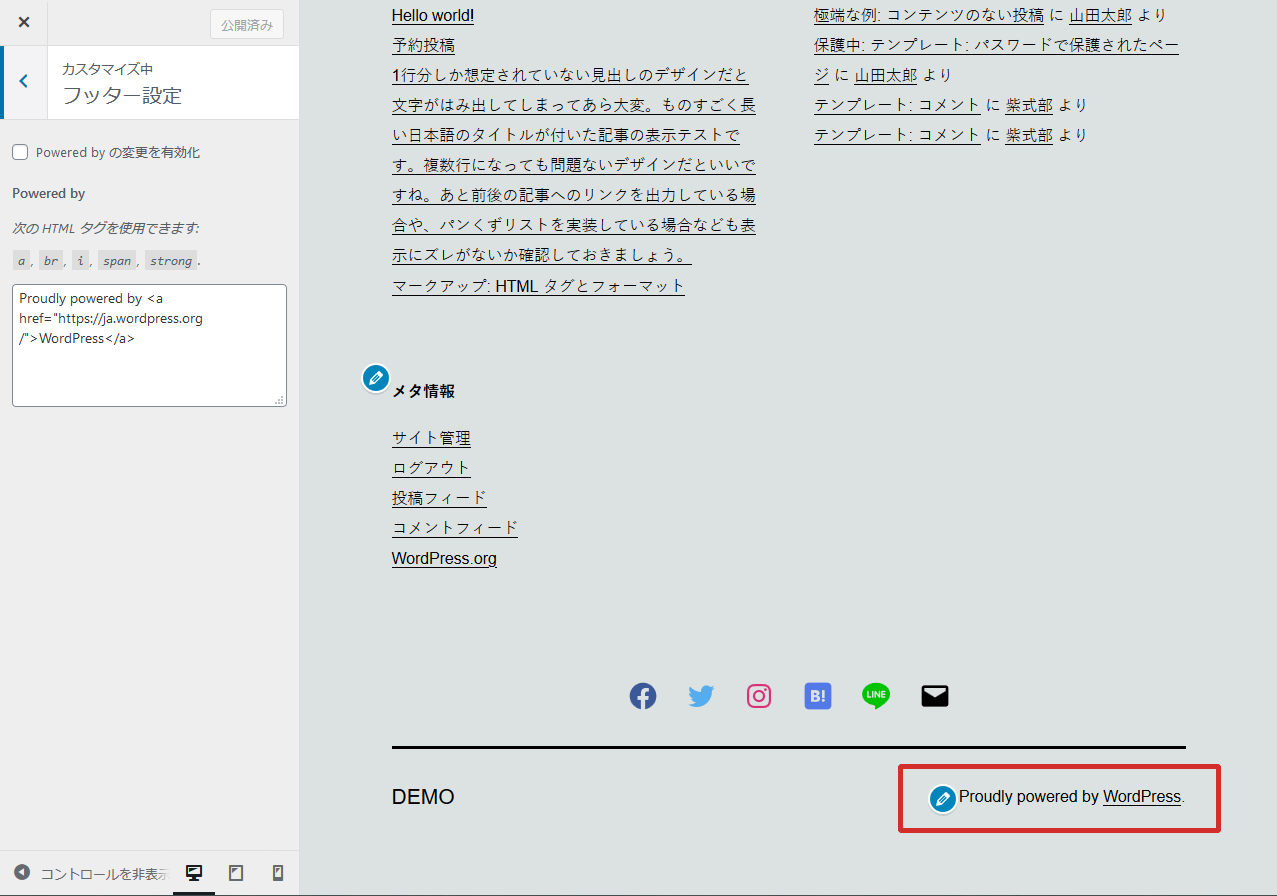 公開済み
カスタマイズ中
フッター設定
Powered by の変更を有効化
Powered by
次の HTML タグを使用できます:
a, br, i, span, strong.
Proudly powered by <a
href="https://ja.wordpress.org
/">WordPress</a>
コントロールを非表示
Hello world!
予約投稿
1行分しか想定されていない見出しのデザインだと
文字がはみ出してしまってあら大変。ものすごく長
い日本語のタイトルが付いた記事の表示テストで
す。複数行になっても問題ないデザインだといいで
すね。あと前後の記事へのリンクを出力している場
合や、パンくずリストを実装している場合なども表
示にズレがないか確認しておきましょう。
マークアップ: HTML タグとフォーマット
極端な例: コンテンツのない投稿 に 山田太郎 より
保護中: テンプレート: パスワードで保護されたペー
ジ に 山田太郎 より
テンプレート: コメント に 紫式部 より
テンプレート: コメント に 紫式部 より
メタ情報
サイト管理
ログアウト
投稿フィード
コメントフィード
WordPress.org
B!
LINE
DEMO
Proudly powered by WordPress.